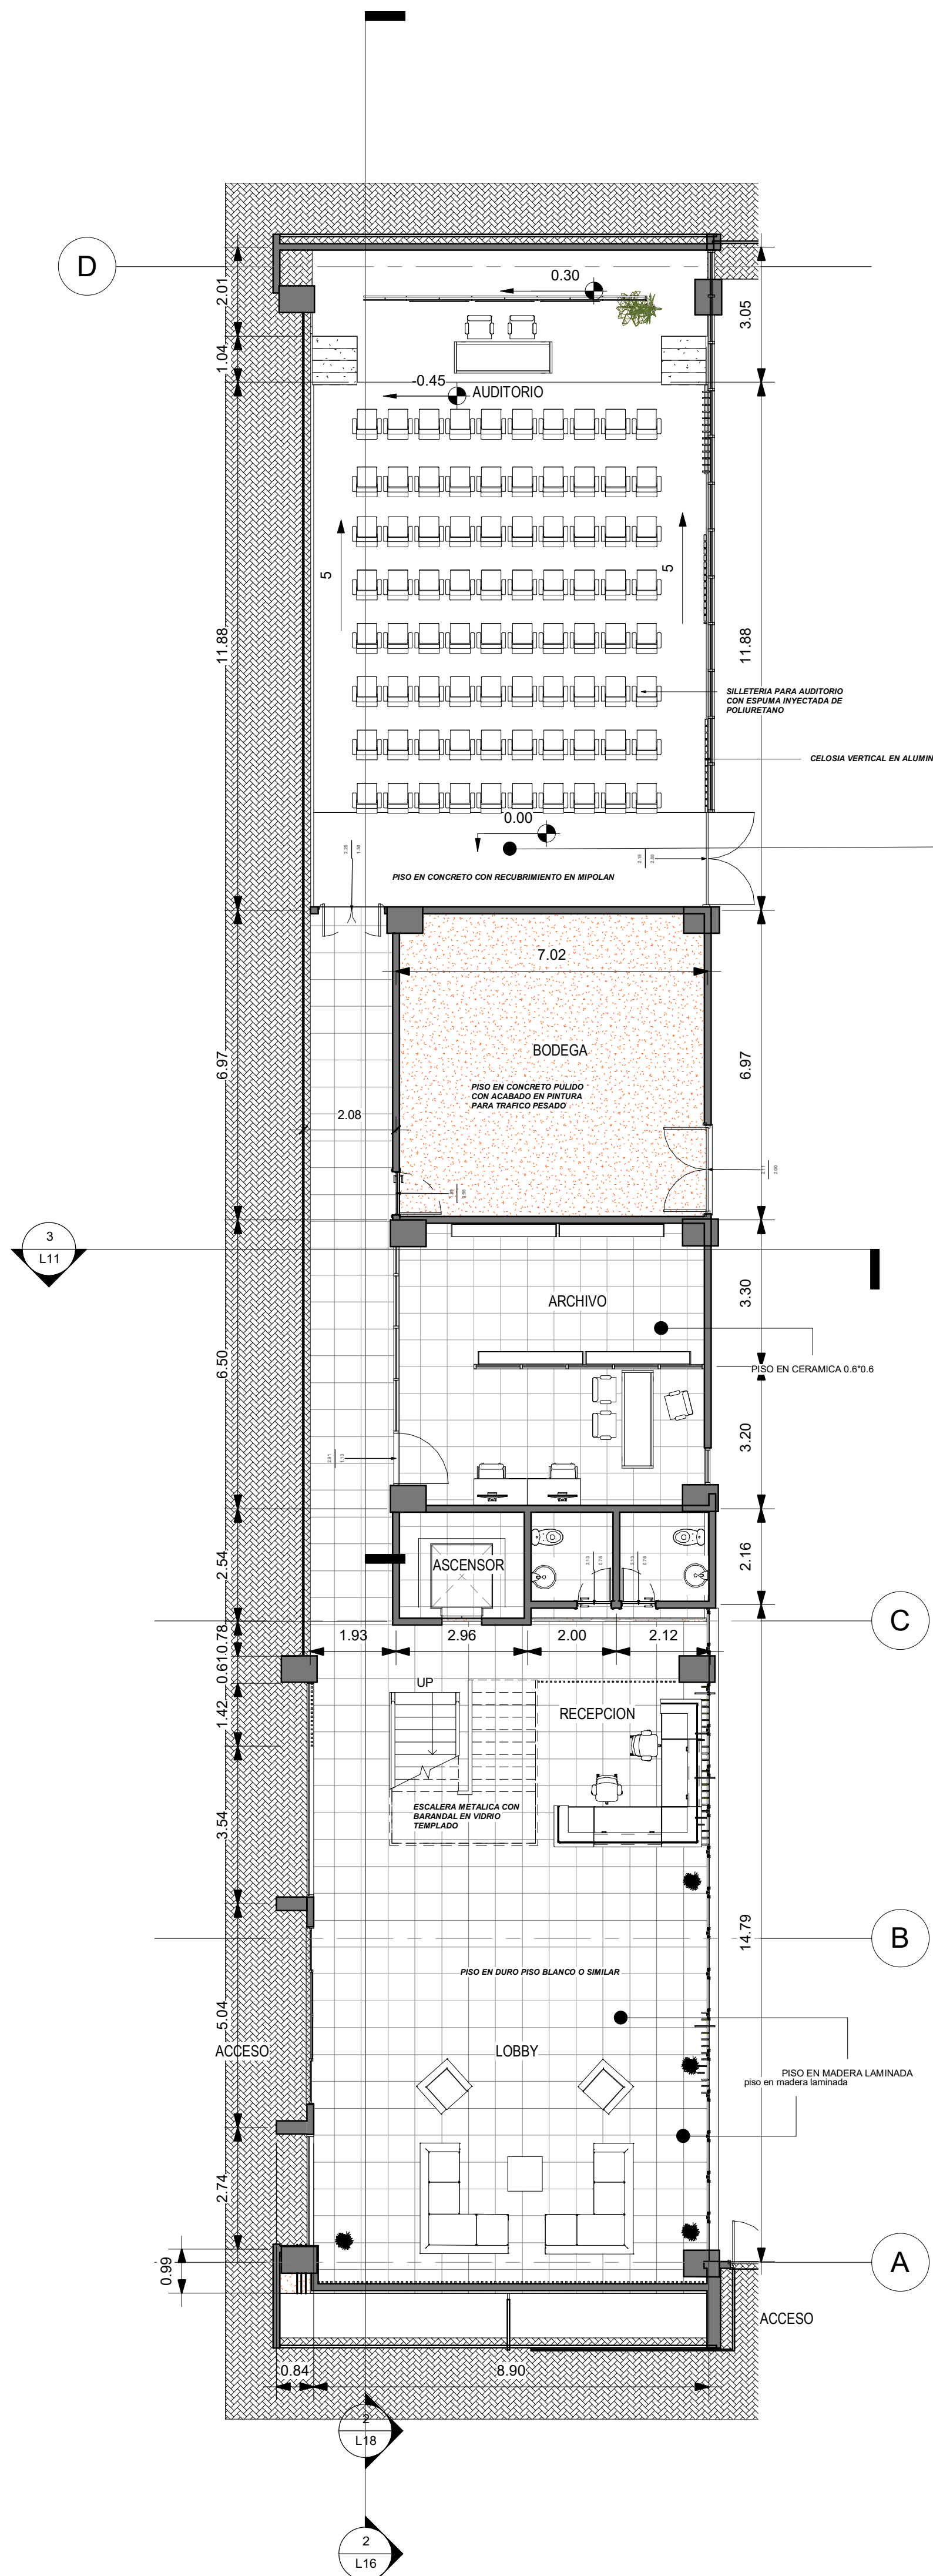 D
2.01
0.30
3.05
1.04
-0.45
AUDITORIO
5
5
11.88
11.88
SILLETERIA PARA AUDITORIO
CON ESPUMA INYECTADA DE
POLIURETANO
CELOSIA VERTICAL EN ALUMIN
0.00
PISO EN CONCRETO CON RECUBRIMIENTO EN MIPOLAN
7.02
BODEGA
6.97
6.97
PISO EN CONCRETO PULIDO
CON ACABADO EN PINTURA
PARA TRAFICO PESADO
2.08
3
L11
3.30
ARCHIVO
6.50
PISO EN CERAMICA 0.6*0.6
3.20
2.54
ASCENSOR
2.16
C
0.78
1.93
2.96
2.00
2.12
0.61
UP
1.42
RECEPCION
3.54
ESCALERA METALICA CON
BARANDAL EN VIDRIO
TEMPLADO
14.79
B
PISO EN DURO PISO BLANCO O SIMILAR
5.04
ACCESO
LOBBY
PISO EN MADERA LAMINADA
piso en madera laminada
2.74
0.99
A
ACCESO
0.84
8.90
2
L18
2
L16